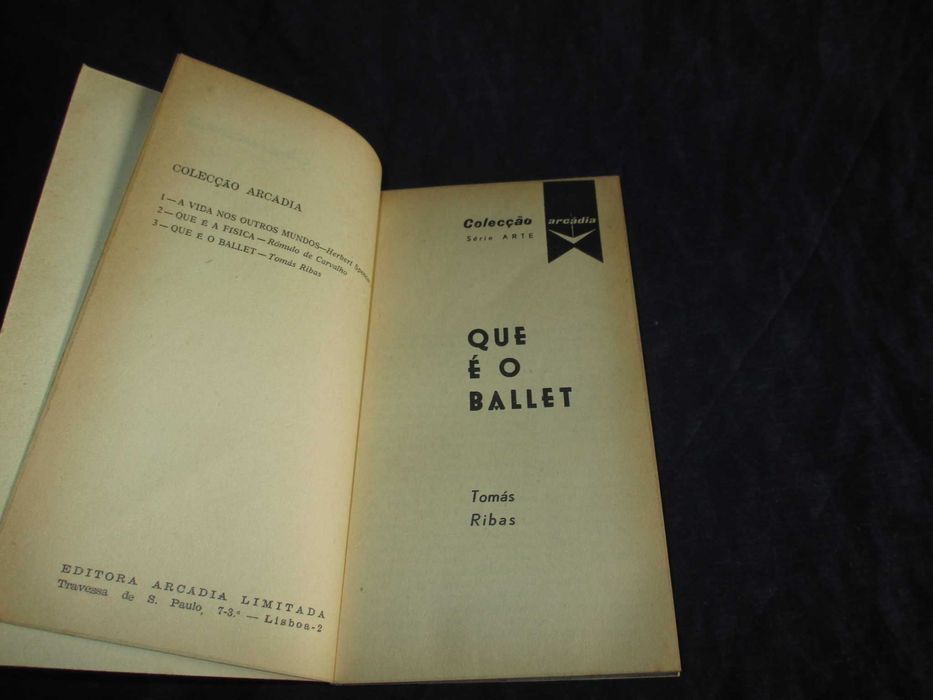 COLECÇÃO ARCADIA
1—A VIDA NOS OUTROS MUNDOS—Herbert Spencer
2—QUE É A FISICA—Rómulo de Carvalho
3—QUE É O BALLET—Tomás Ribas
EDITORA ARCADIA LIMITADA
Travessa de S. Paulo, 7-3.º — Lisboa-2
Colecção arcádia
Série ARTE
QUE
É O
BALLET
Tomás
Ribas